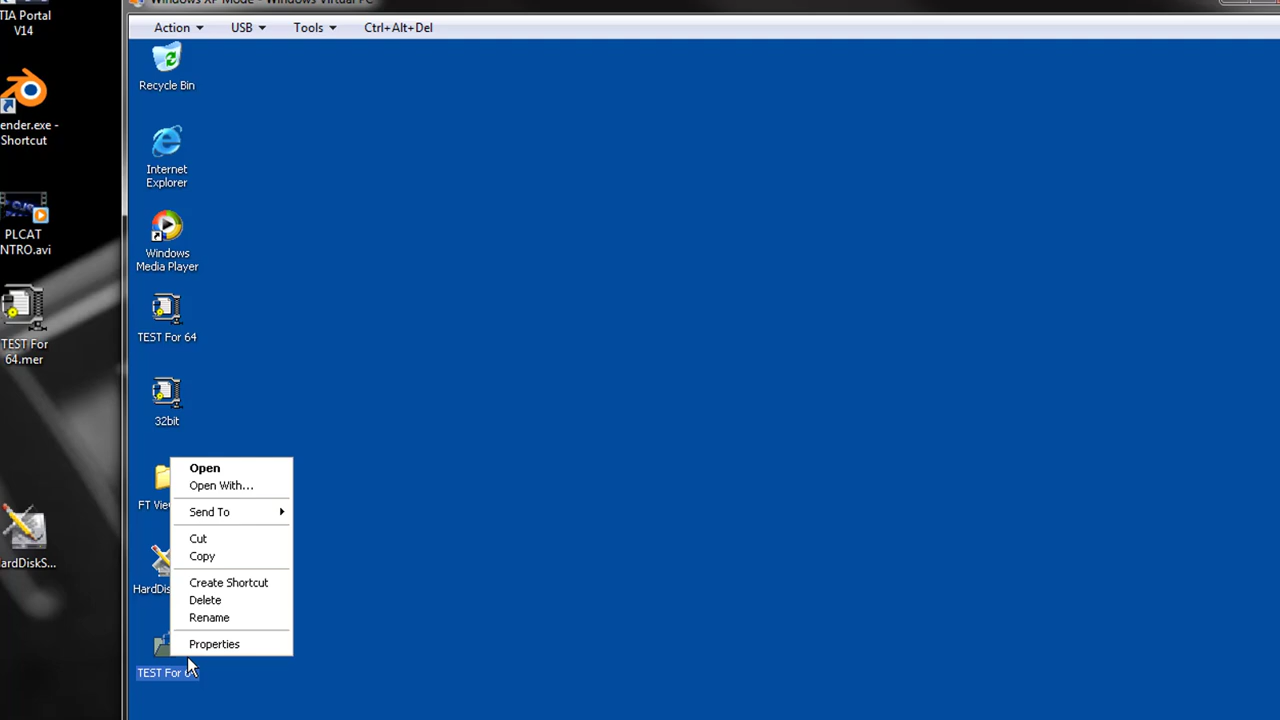 Windows XP Mode - Windows Virtual PC
Action
USB
Tools
Ctrl+Alt+Del
TIA Portal
V14
ender.exe -
Shortcut
PLCAT
NTRO.avi
TEST For
64.mer
ardDiskS...
Recycle Bin
Internet
Explorer
Windows
Media Player
TEST For 64
32bit
FT Vie
HardDis
TEST For 6
Open
Open With...
Send To
Cut
Copy
Create Shortcut
Delete
Rename
Properties